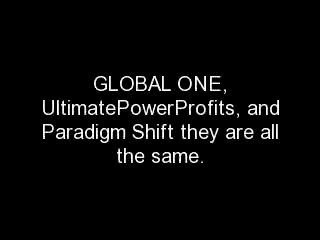 GLOBAL ONE,
UltimatePowerProfits, and
Paradigm Shift they are all
the same.